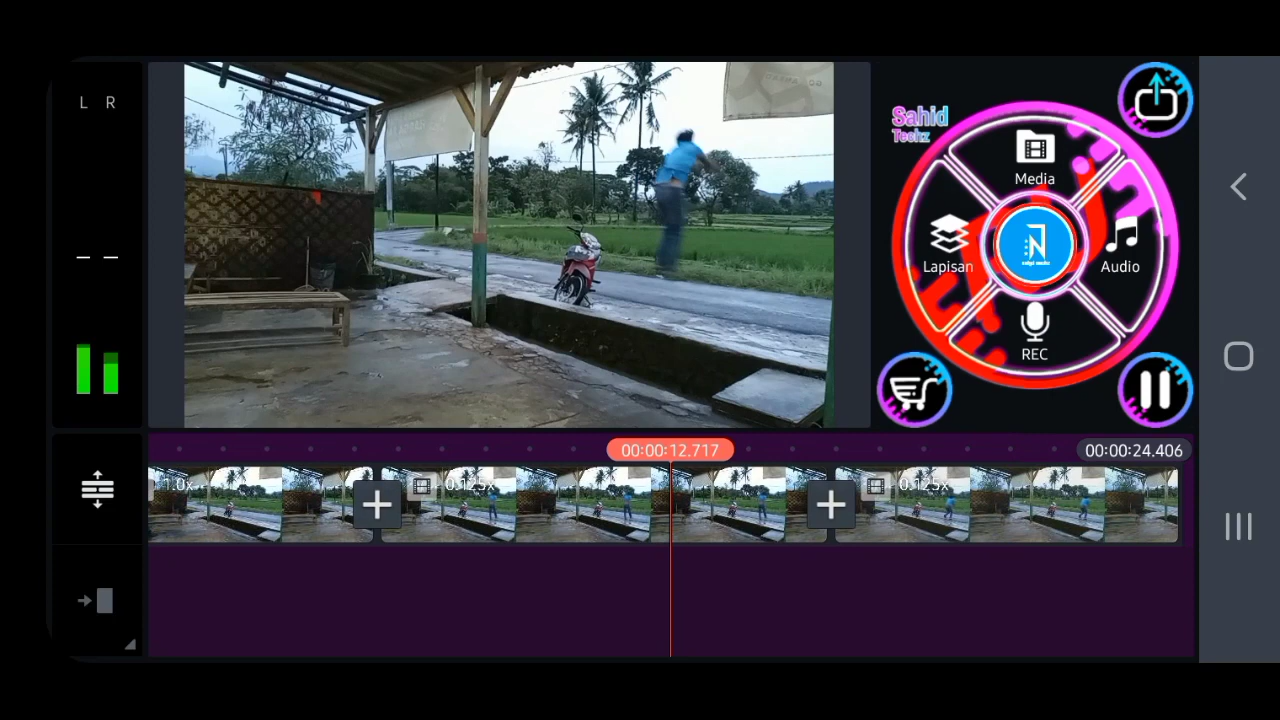 L R
Sahid
Techz
Media
Lapisan
Audio
REC
00:00:12.717
00:00:24.406
1.0x
0.125x
0.125x